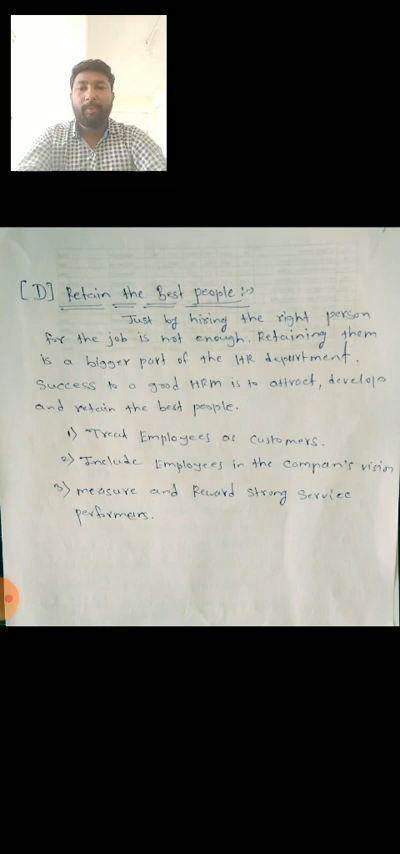 [D] Retain the Best people :->
Just by hiring the right person
for the job is not enough. Retaining them
is a bigger part of the HR department.
Success to a good HRM is to attract, develop
and retain the best people.
1) Treat Employees as customers.
2) Include Employees in the Compan's vision
3) measure and Reward strong Service
performers.